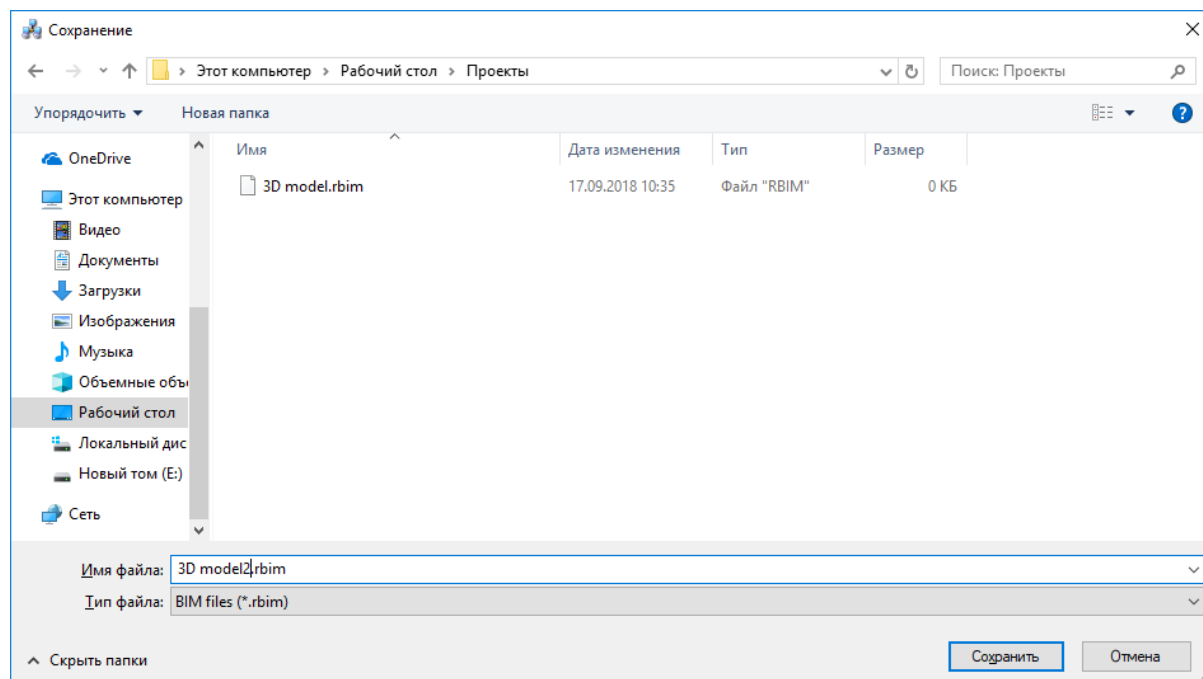 Сохранение
Этот компьютер › Рабочий стол › Проекты
Поиск: Проекты
Упорядочить Новая папка
Имя Дата изменения Тип Размер
3D model.rbim 17.09.2018 10:35 Файл "RBIM" 0 КБ
OneDrive
Этот компьютер
Видео
Документы
Загрузки
Изображения
Музыка
Объемные объ
Рабочий стол
Локальный дис
Новый том (E:)
Сеть
Имя файла: 3D model2.rbim
Тип файла: BIM files (*.rbim)
Скрыть папки
Сохранить Отмена